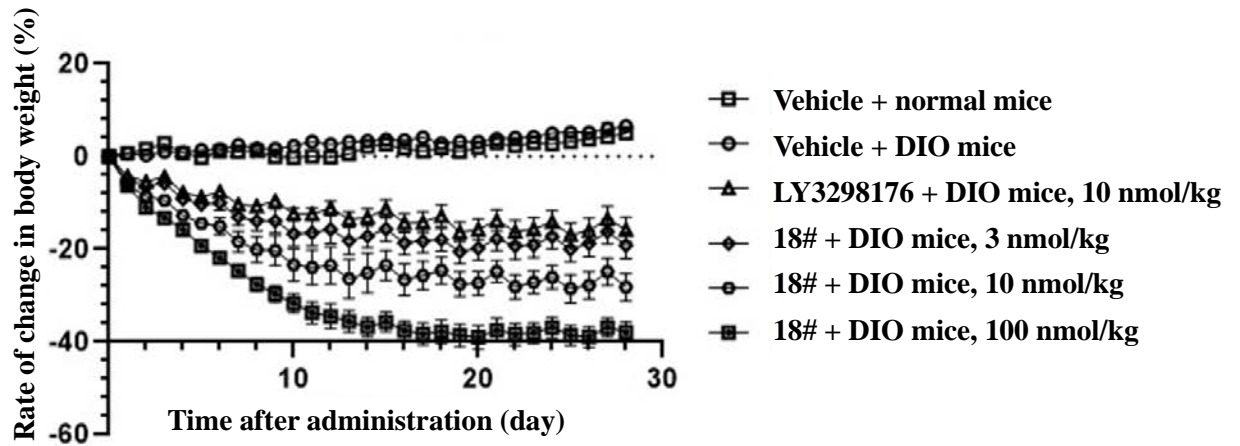 Rate of change in body weight (%)
20
0
-20
-40
-60
10
20
30
Time after administration (day)
Vehicle + normal mice
Vehicle + DIO mice
LY3298176 + DIO mice, 10 nmol/kg
18# + DIO mice, 3 nmol/kg
18# + DIO mice, 10 nmol/kg
18# + DIO mice, 100 nmol/kg